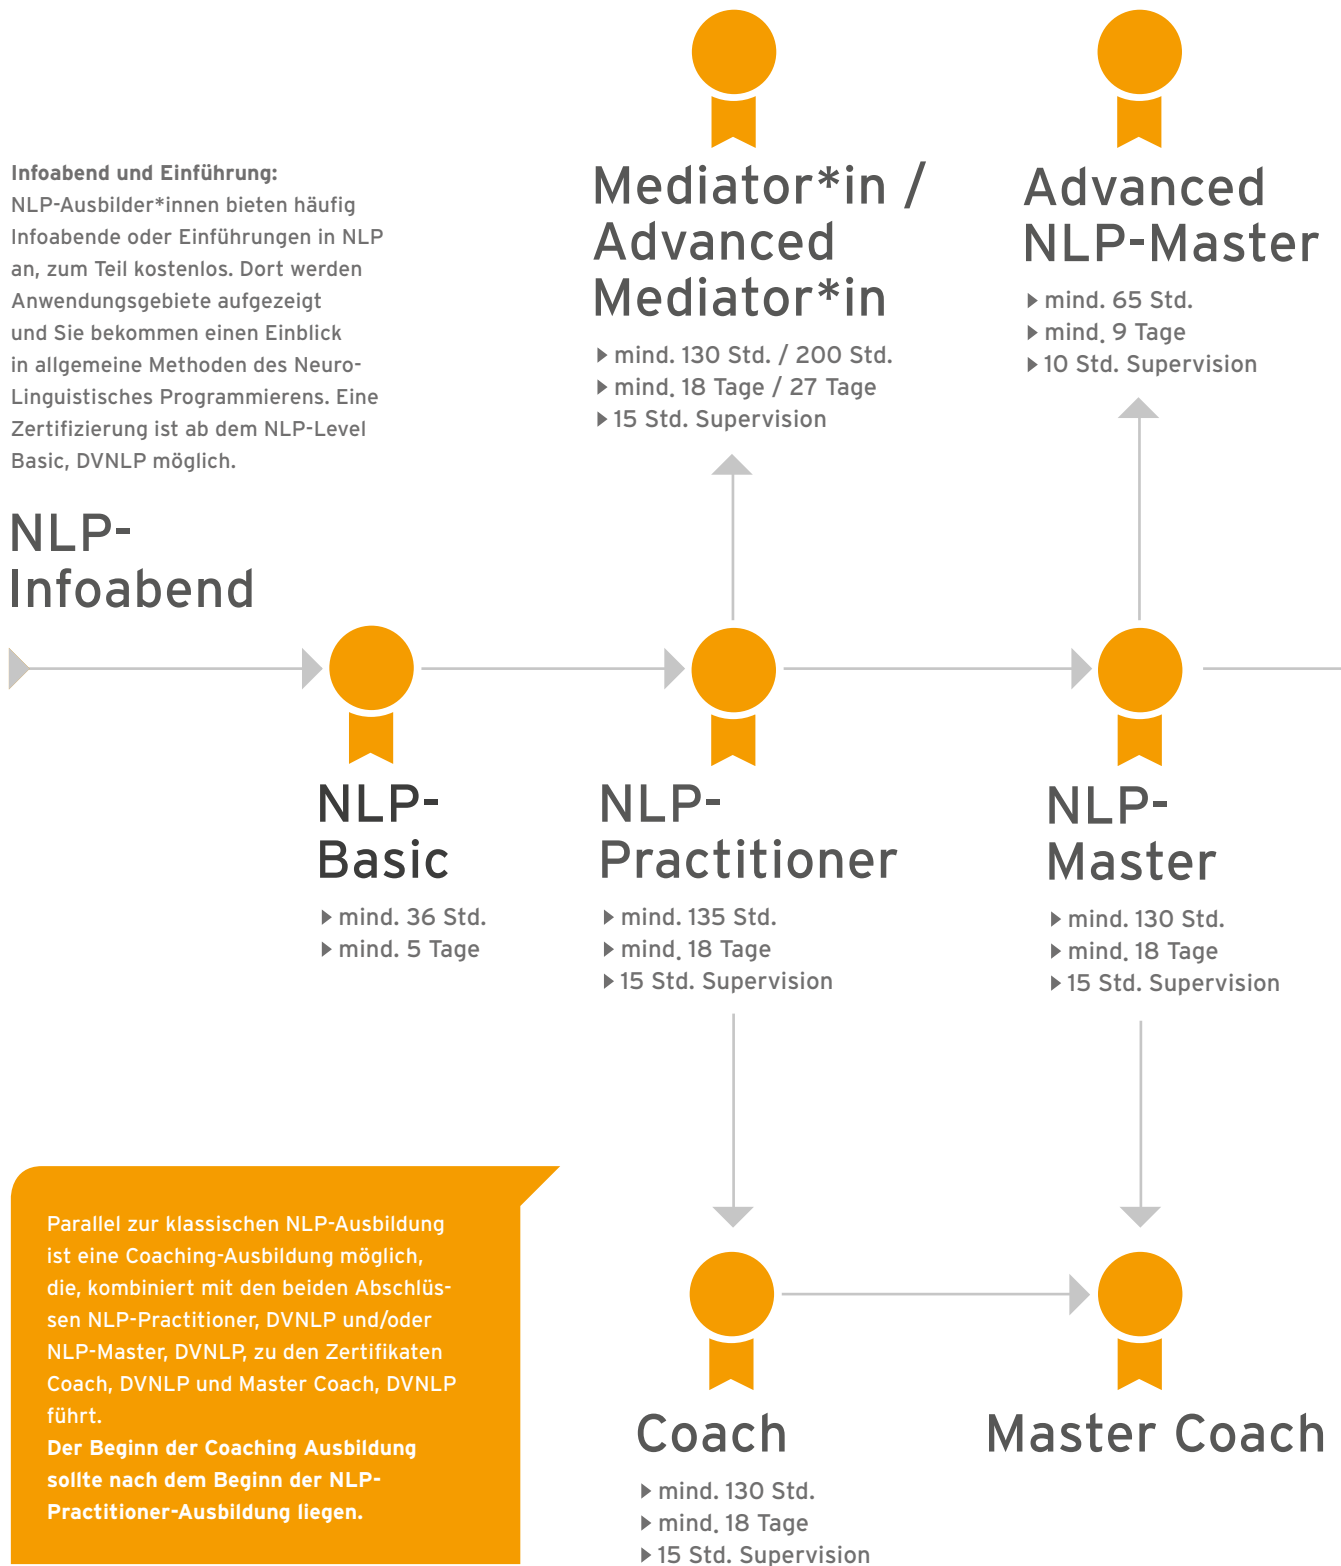 Infoabend und Einführung:
NLP-Ausbilder*innen bieten häufig
Infoabende oder Einführungen in NLP
an, zum Teil kostenlos. Dort werden
Anwendungsgebiete aufgezeigt
und Sie bekommen einen Einblick
in allgemeine Methoden des Neuro-
Linguistisches Programmierens. Eine
Zertifizierung ist ab dem NLP-Level
Basic, DVNLP möglich.
NLP-
Infoabend
Mediator*in /
Advanced
Mediator*in
▸ mind. 130 Std. / 200 Std.
▸ mind. 18 Tage / 27 Tage
▸ 15 Std. Supervision
Advanced
NLP-Master
▸ mind. 65 Std.
▸ mind. 9 Tage
▸ 10 Std. Supervision
NLP-
Basic
▸ mind. 36 Std.
▸ mind. 5 Tage
NLP-
Practitioner
▸ mind. 135 Std.
▸ mind. 18 Tage
▸ 15 Std. Supervision
NLP-
Master
▸ mind. 130 Std.
▸ mind. 18 Tage
▸ 15 Std. Supervision
Parallel zur klassischen NLP-Ausbildung
ist eine Coaching-Ausbildung möglich,
die, kombiniert mit den beiden Abschlüs-
sen NLP-Practitioner, DVNLP und/oder
NLP-Master, DVNLP, zu den Zertifikaten
Coach, DVNLP und Master Coach, DVNLP
führt.
Der Beginn der Coaching Ausbildung
sollte nach dem Beginn der NLP-
Practitioner-Ausbildung liegen.
Coach
▸ mind. 130 Std.
▸ mind. 18 Tage
▸ 15 Std. Supervision
Master Coach